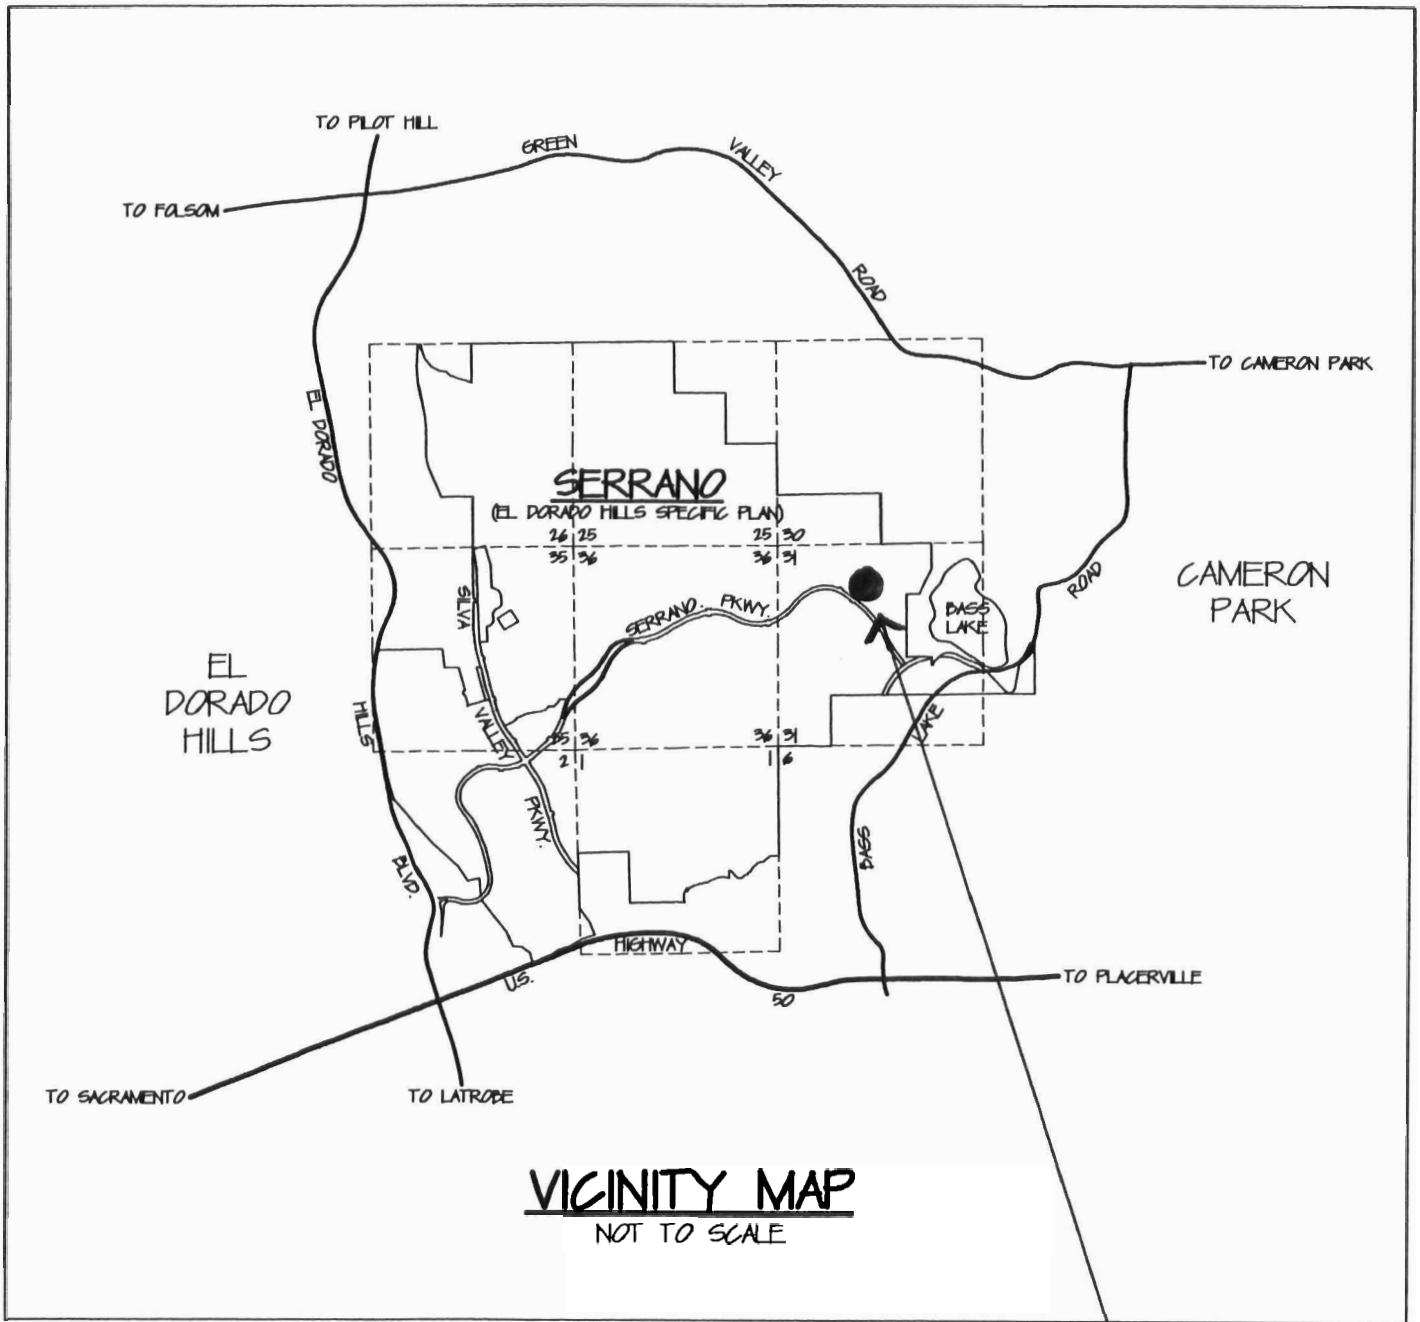 TO PILOT HILL
GREEN
VALLEY
TO FOLSOM
ROAD
TO CAMERON PARK
EL DORADO
SERRANO
(EL DORADO HILLS SPECIFIC PLAN)
26 25
25 30
35 36
36 31
CAMERON
PARK
ROAD
SILVA
SERRANO
PKWY.
BASS
LAKE
EL
DORADO
HILLS
HILLS
VALLEY
LAKE
35 36
36 31
2 1
1 6
PKWY.
BASS
BLVD.
HIGHWAY
U.S.
50
TO PLACERVILLE
TO SACRAMENTO
TO LATROBE
VICINITY MAP
NOT TO SCALE